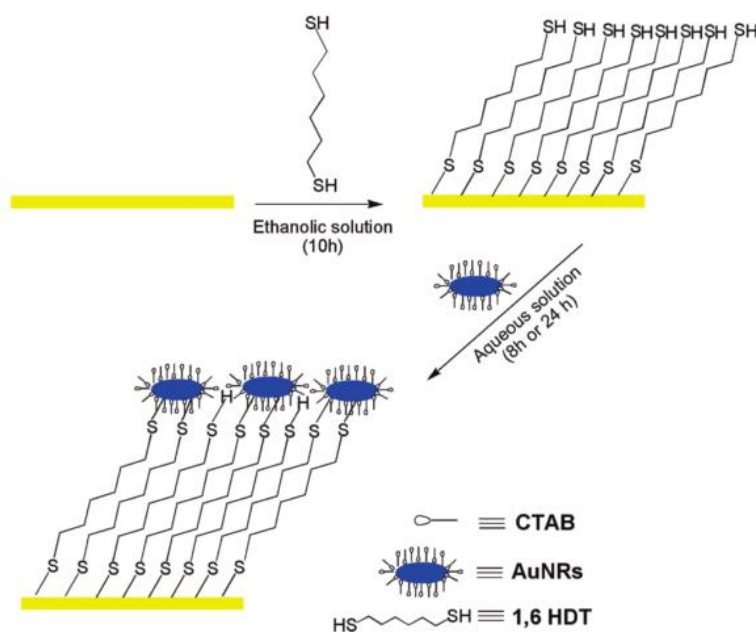 SH
SH
Ethanolic solution
(10h)
SH SH SH SH SH SH SH SH
S S S S S S S S
Aqueous solution
(8h or 24 h)
H H
S S S S S S S S
S S S S S S S S
CTAB
AuNRs
HS SH 1,6 HDT